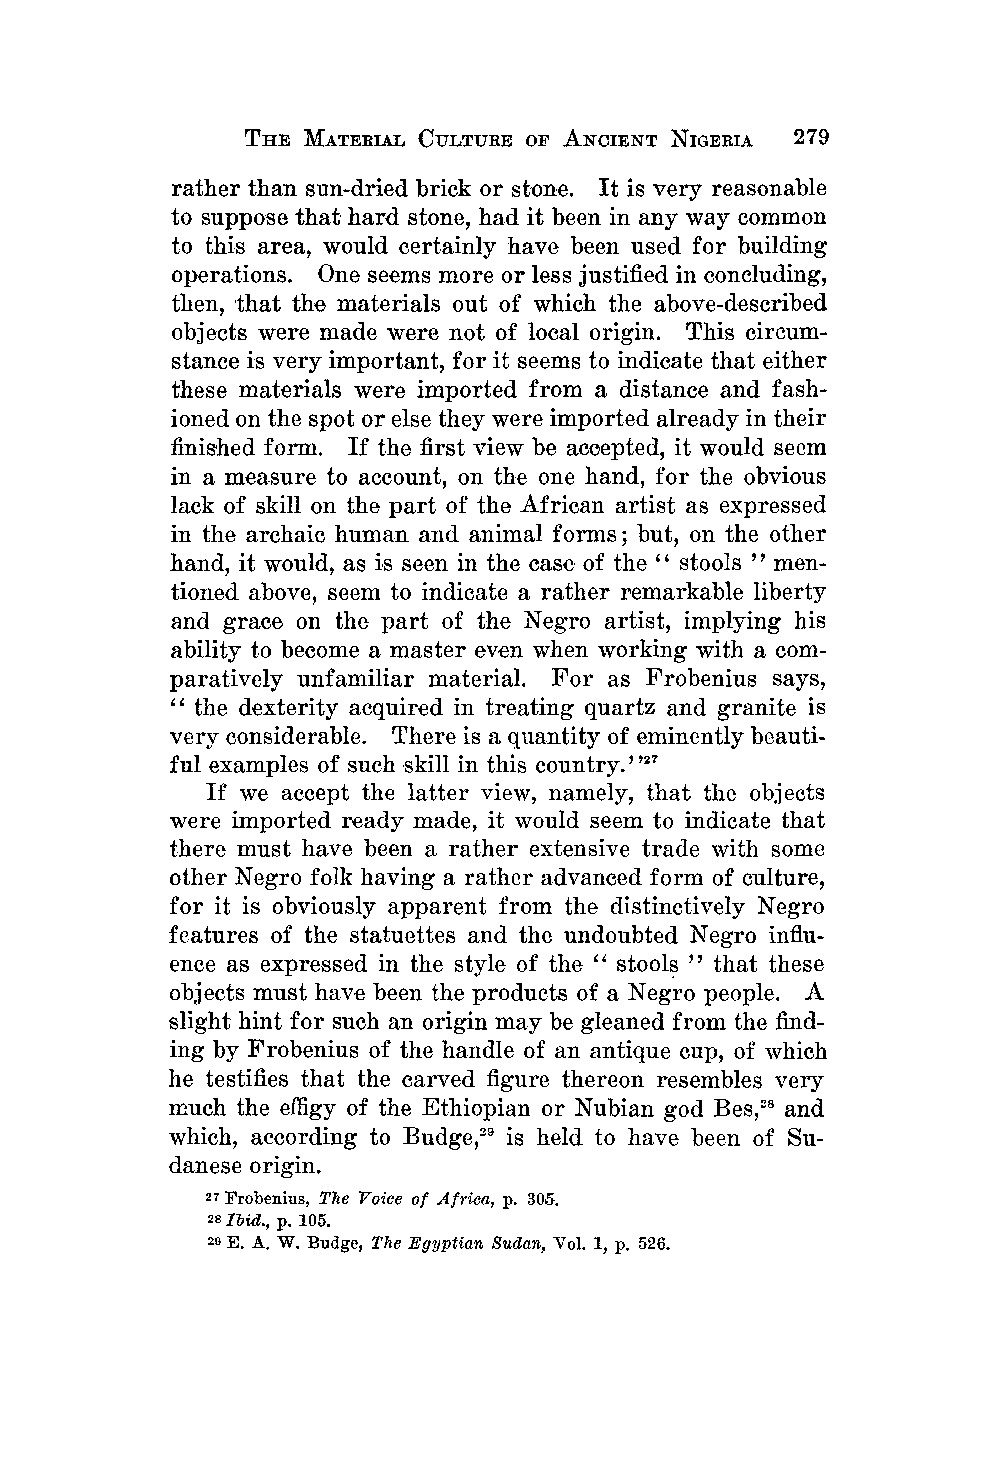 THE MATERIAL CULTURE OF ANCIENT NIGERIA 279
rather than sun-dried brick or stone. It is very reasonable
to suppose that hard stone, had it been in any way common
to this area, would certainly have been used for building
operations. One seems more or less justified in concluding,
then, that the materials out of which the above-described
objects were made were not of local origin. This circum-
stance is very important, for it seems to indicate that either
these materials were imported from a distance and fash-
ioned on the spot or else they were imported already in their
finished form. If the first view be accepted, it would seem
in a measure to account, on the one hand, for the obvious
lack of skill on the part of the African artist as expressed
in the archaic human and animal forms; but, on the other
hand, it would, as is seen in the case of the “ stools ” men-
tioned above, seem to indicate a rather remarkable liberty
and grace on the part of the Negro artist, implying his
ability to become a master even when working with a com-
paratively unfamiliar material. For as Frobenius says,
“ the dexterity acquired in treating quartz and granite is
very considerable. There is a quantity of eminently beauti-
ful examples of such skill in this country.”27
If we accept the latter view, namely, that the objects
were imported ready made, it would seem to indicate that
there must have been a rather extensive trade with some
other Negro folk having a rather advanced form of culture,
for it is obviously apparent from the distinctively Negro
features of the statuettes and the undoubted Negro influ-
ence as expressed in the style of the “ stools ” that these
objects must have been the products of a Negro people. A
slight hint for such an origin may be gleaned from the find-
ing by Frobenius of the handle of an antique cup, of which
he testifies that the carved figure thereon resembles very
much the effigy of the Ethiopian or Nubian god Bes,28 and
which, according to Budge,29 is held to have been of Su-
danese origin.
27 Frobenius, The Voice of Africa, p. 305.
28 Ibid., p. 105.
29 E. A. W. Budge, The Egyptian Sudan, Vol. 1, p. 526.